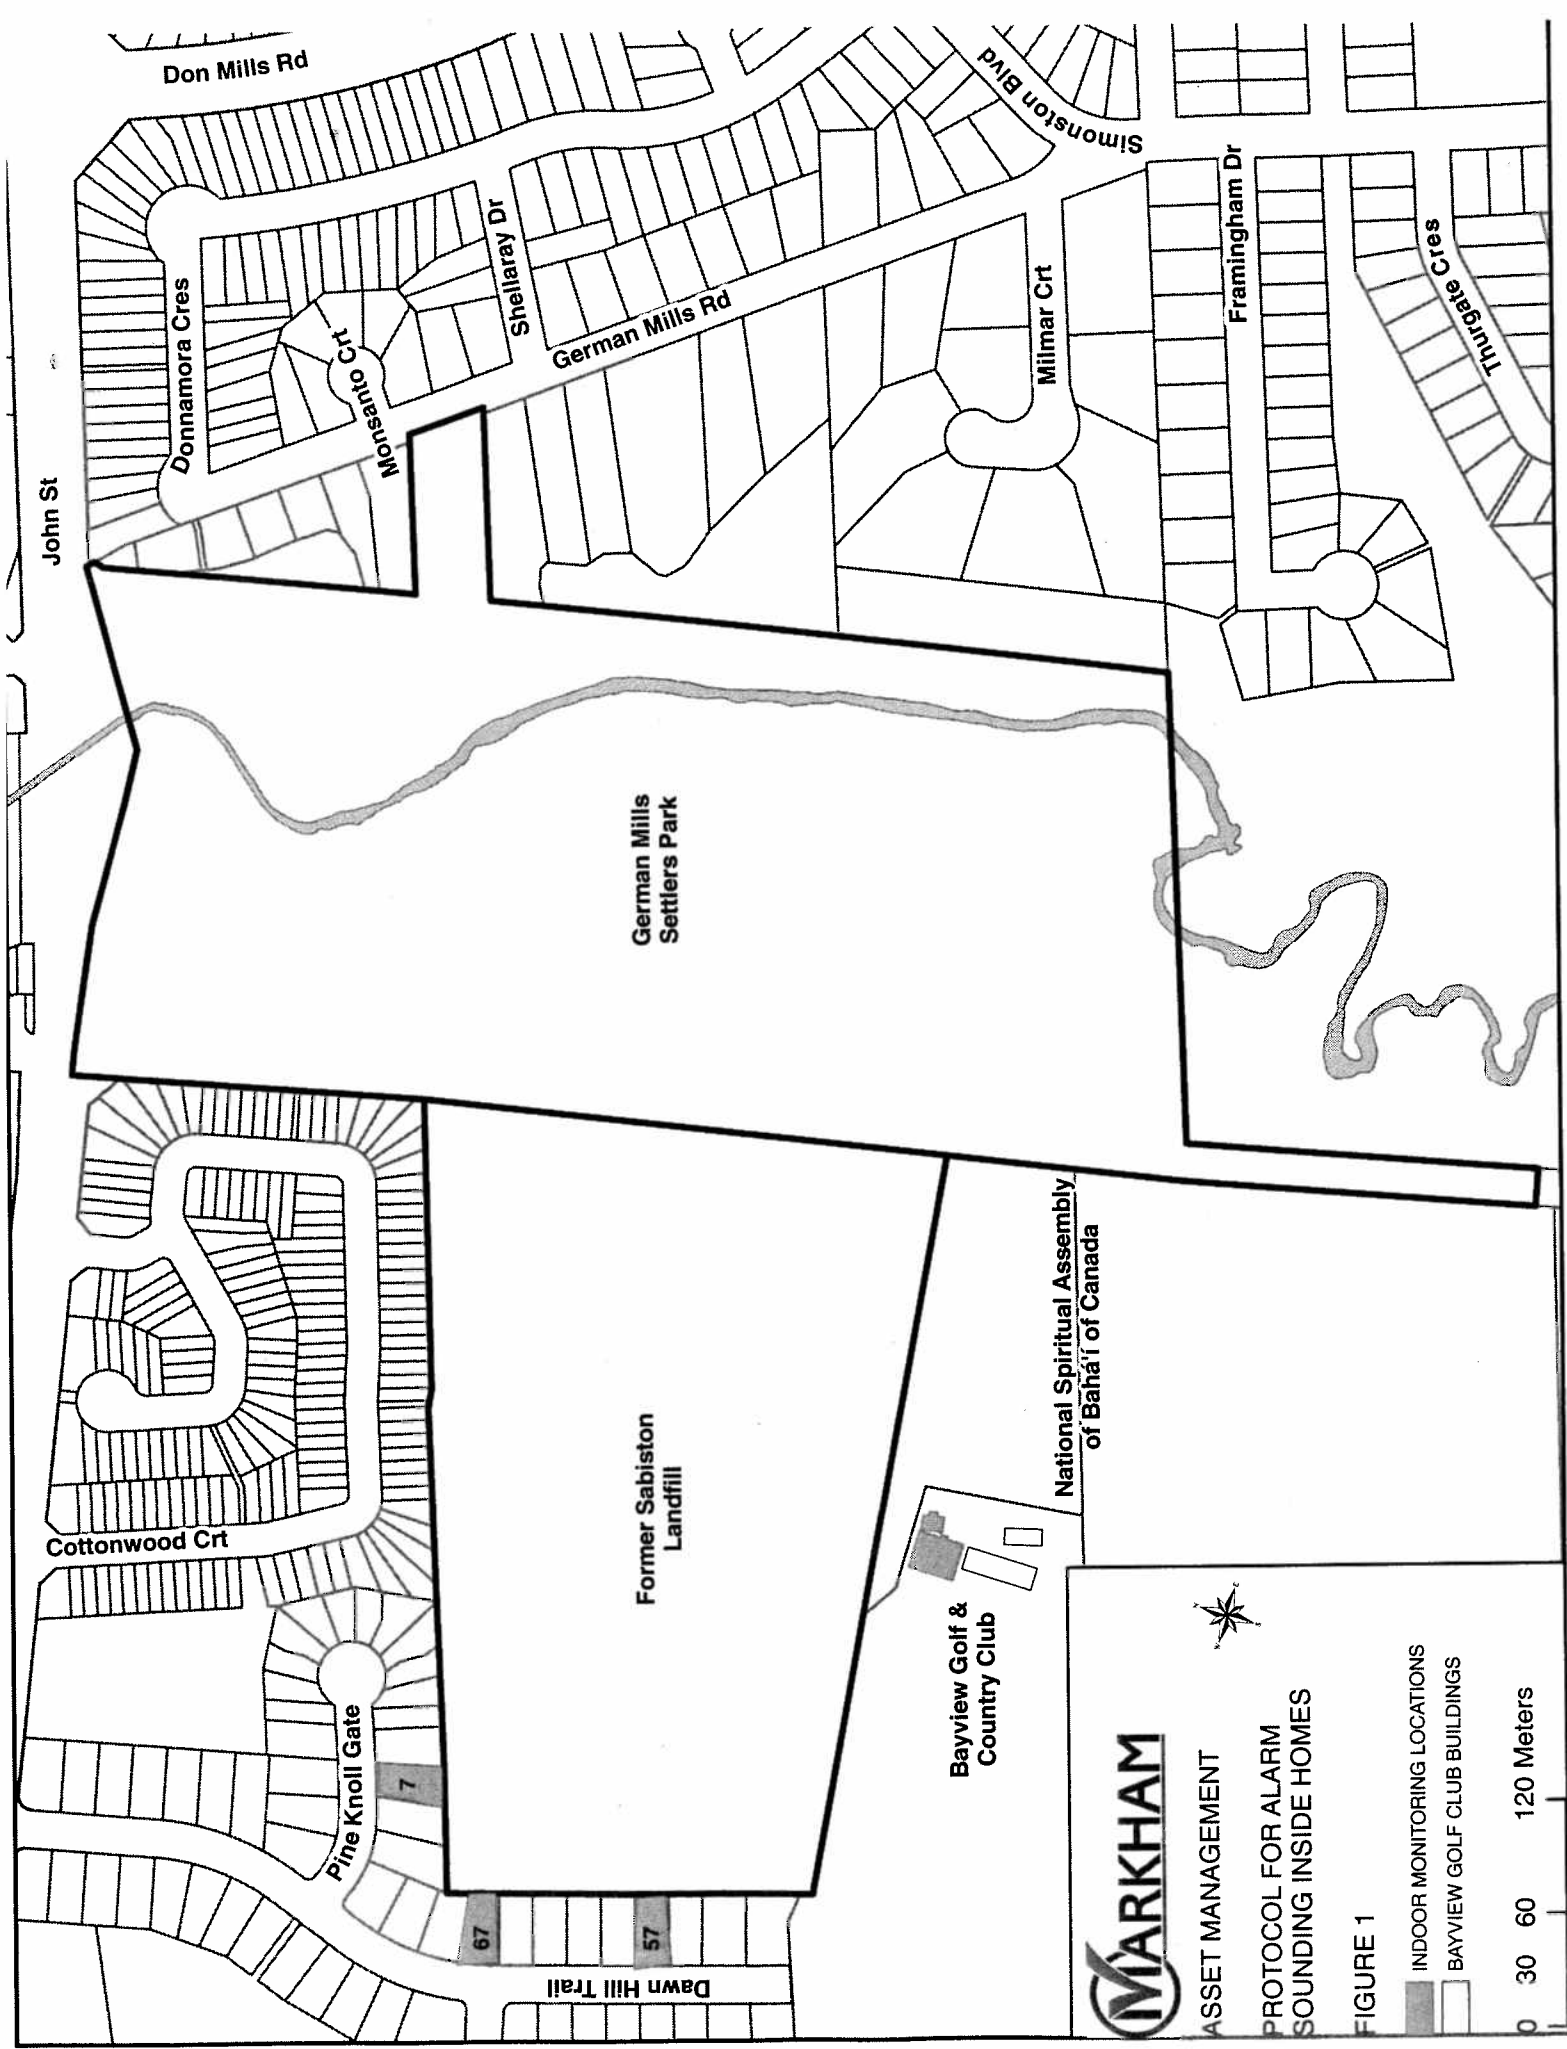 John St
Don Mills Rd
Donnamora Cres
Monsanto Crt
Shellaray Dr
German Mills Rd
Simonston Blvd
Milmar Crt
Framingham Dr
Thurgate Cres
German Mills
Settlers Park
Cottonwood Crt
Pine Knoll Gate
7
67
57
Dawn Hill Trail
Former Sabiston
Landfill
National Spiritual Assembly
of Bahá'í of Canada
Bayview Golf &
Country Club
MARKHAM
ASSET MANAGEMENT
PROTOCOL FOR ALARM
SOUNDING INSIDE HOMES
FIGURE 1
INDOOR MONITORING LOCATIONS
BAYVIEW GOLF CLUB BUILDINGS
0 30 60 120 Meters